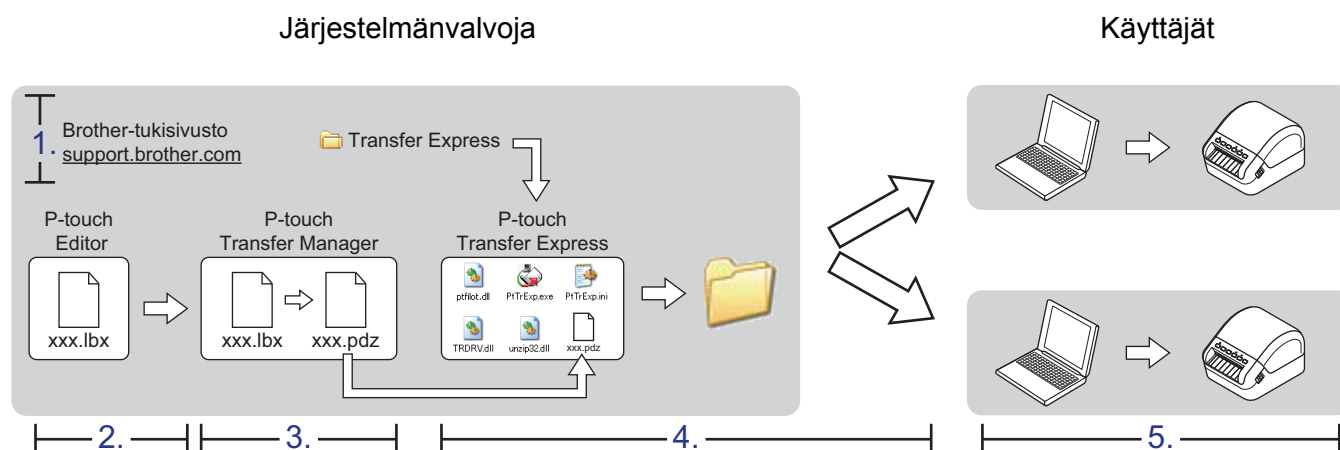 Järjestelmänvalvoja
Käyttäjät
1.
Brother-tukisivusto
support.brother.com
Transfer Express
P-touch
Editor
xxx.lbx
P-touch
Transfer Manager
xxx.lbx
xxx.pdz
P-touch
Transfer Express
ptfilot.dll
PtTrExp.exe
PtTrExp.ini
TRDRV.dll
unzip32.dll
xxx.pdz
2.
3.
4.
5.